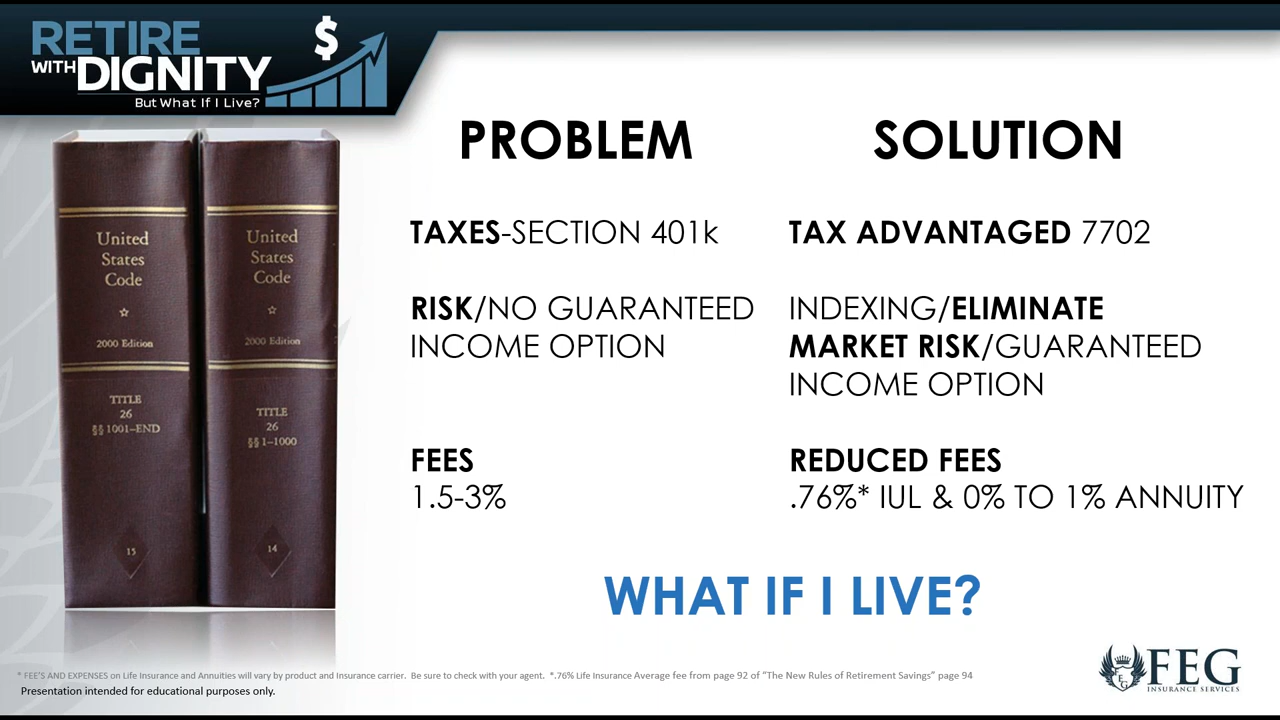 RETIRE
WITH DIGNITY
But What If I Live?
$
PROBLEM
SOLUTION
TAXES-SECTION 401k
TAX ADVANTAGED 7702
RISK/NO GUARANTEED
INCOME OPTION
INDEXING/ELIMINATE
MARKET RISK/GUARANTEED
INCOME OPTION
FEES
1.5-3%
REDUCED FEES
.76%* IUL & 0% TO 1% ANNUITY
WHAT IF I LIVE?
United
States
Code
2000 Edition
TITLE
26
§§ 1001-END
15
United
States
Code
2000 Edition
TITLE
26
§§ 1-1000
14
* FEE'S AND EXPENSES on Life Insurance and Annuities will vary by product and Insurance carrier. Be sure to check with your agent. *.76% Life Insurance Average fee from page 92 of "The New Rules of Retirement Savings" page 94
Presentation intended for educational purposes only.
FEG
FEG
INSURANCE SERVICES